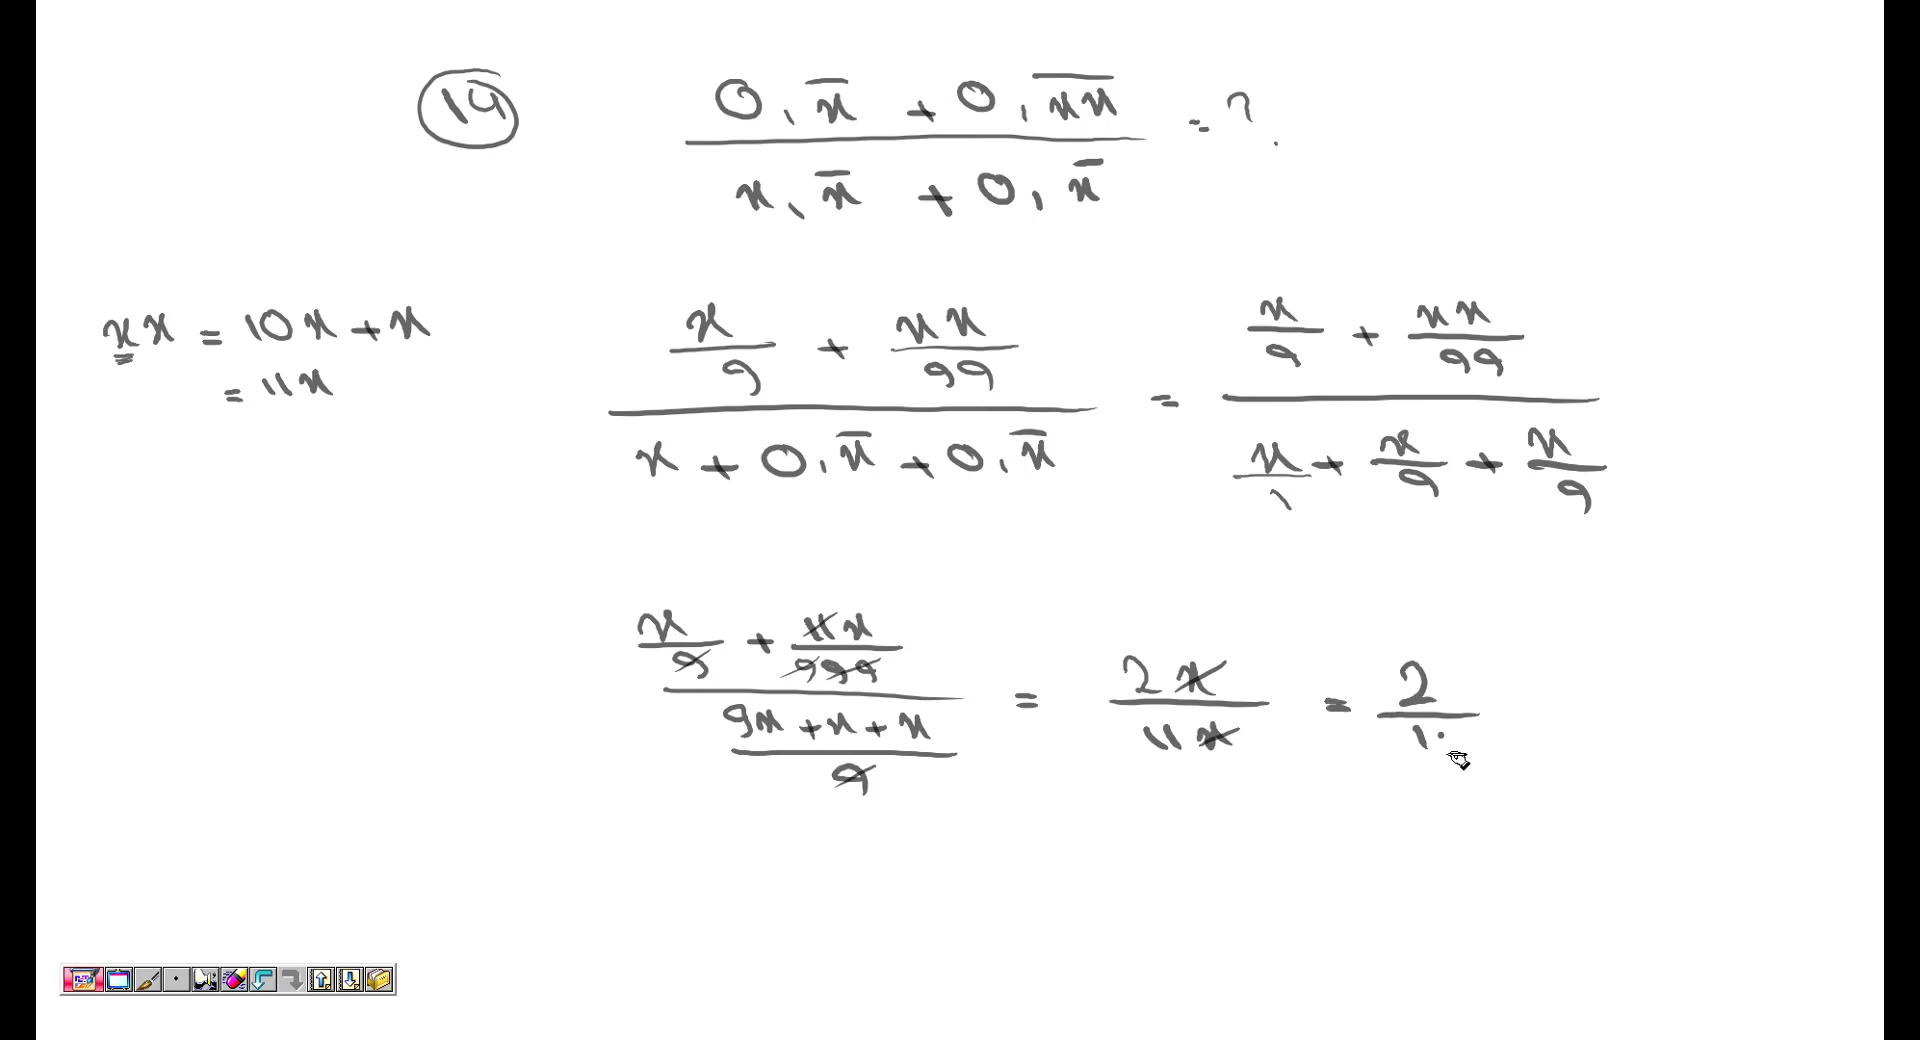 14
0,x̅ + 0,x̅x̅ = ?
x,x̅ + 0,x̅
xx = 10x + x
= 11x
x/9 + xx/99 = x/9 + xx/99
x + 0,x̅ + 0,x̅ x/1 + x/9 + x/9
x/9 + 11x/99 = 2x/11x = 2/1
9x + x + x
9